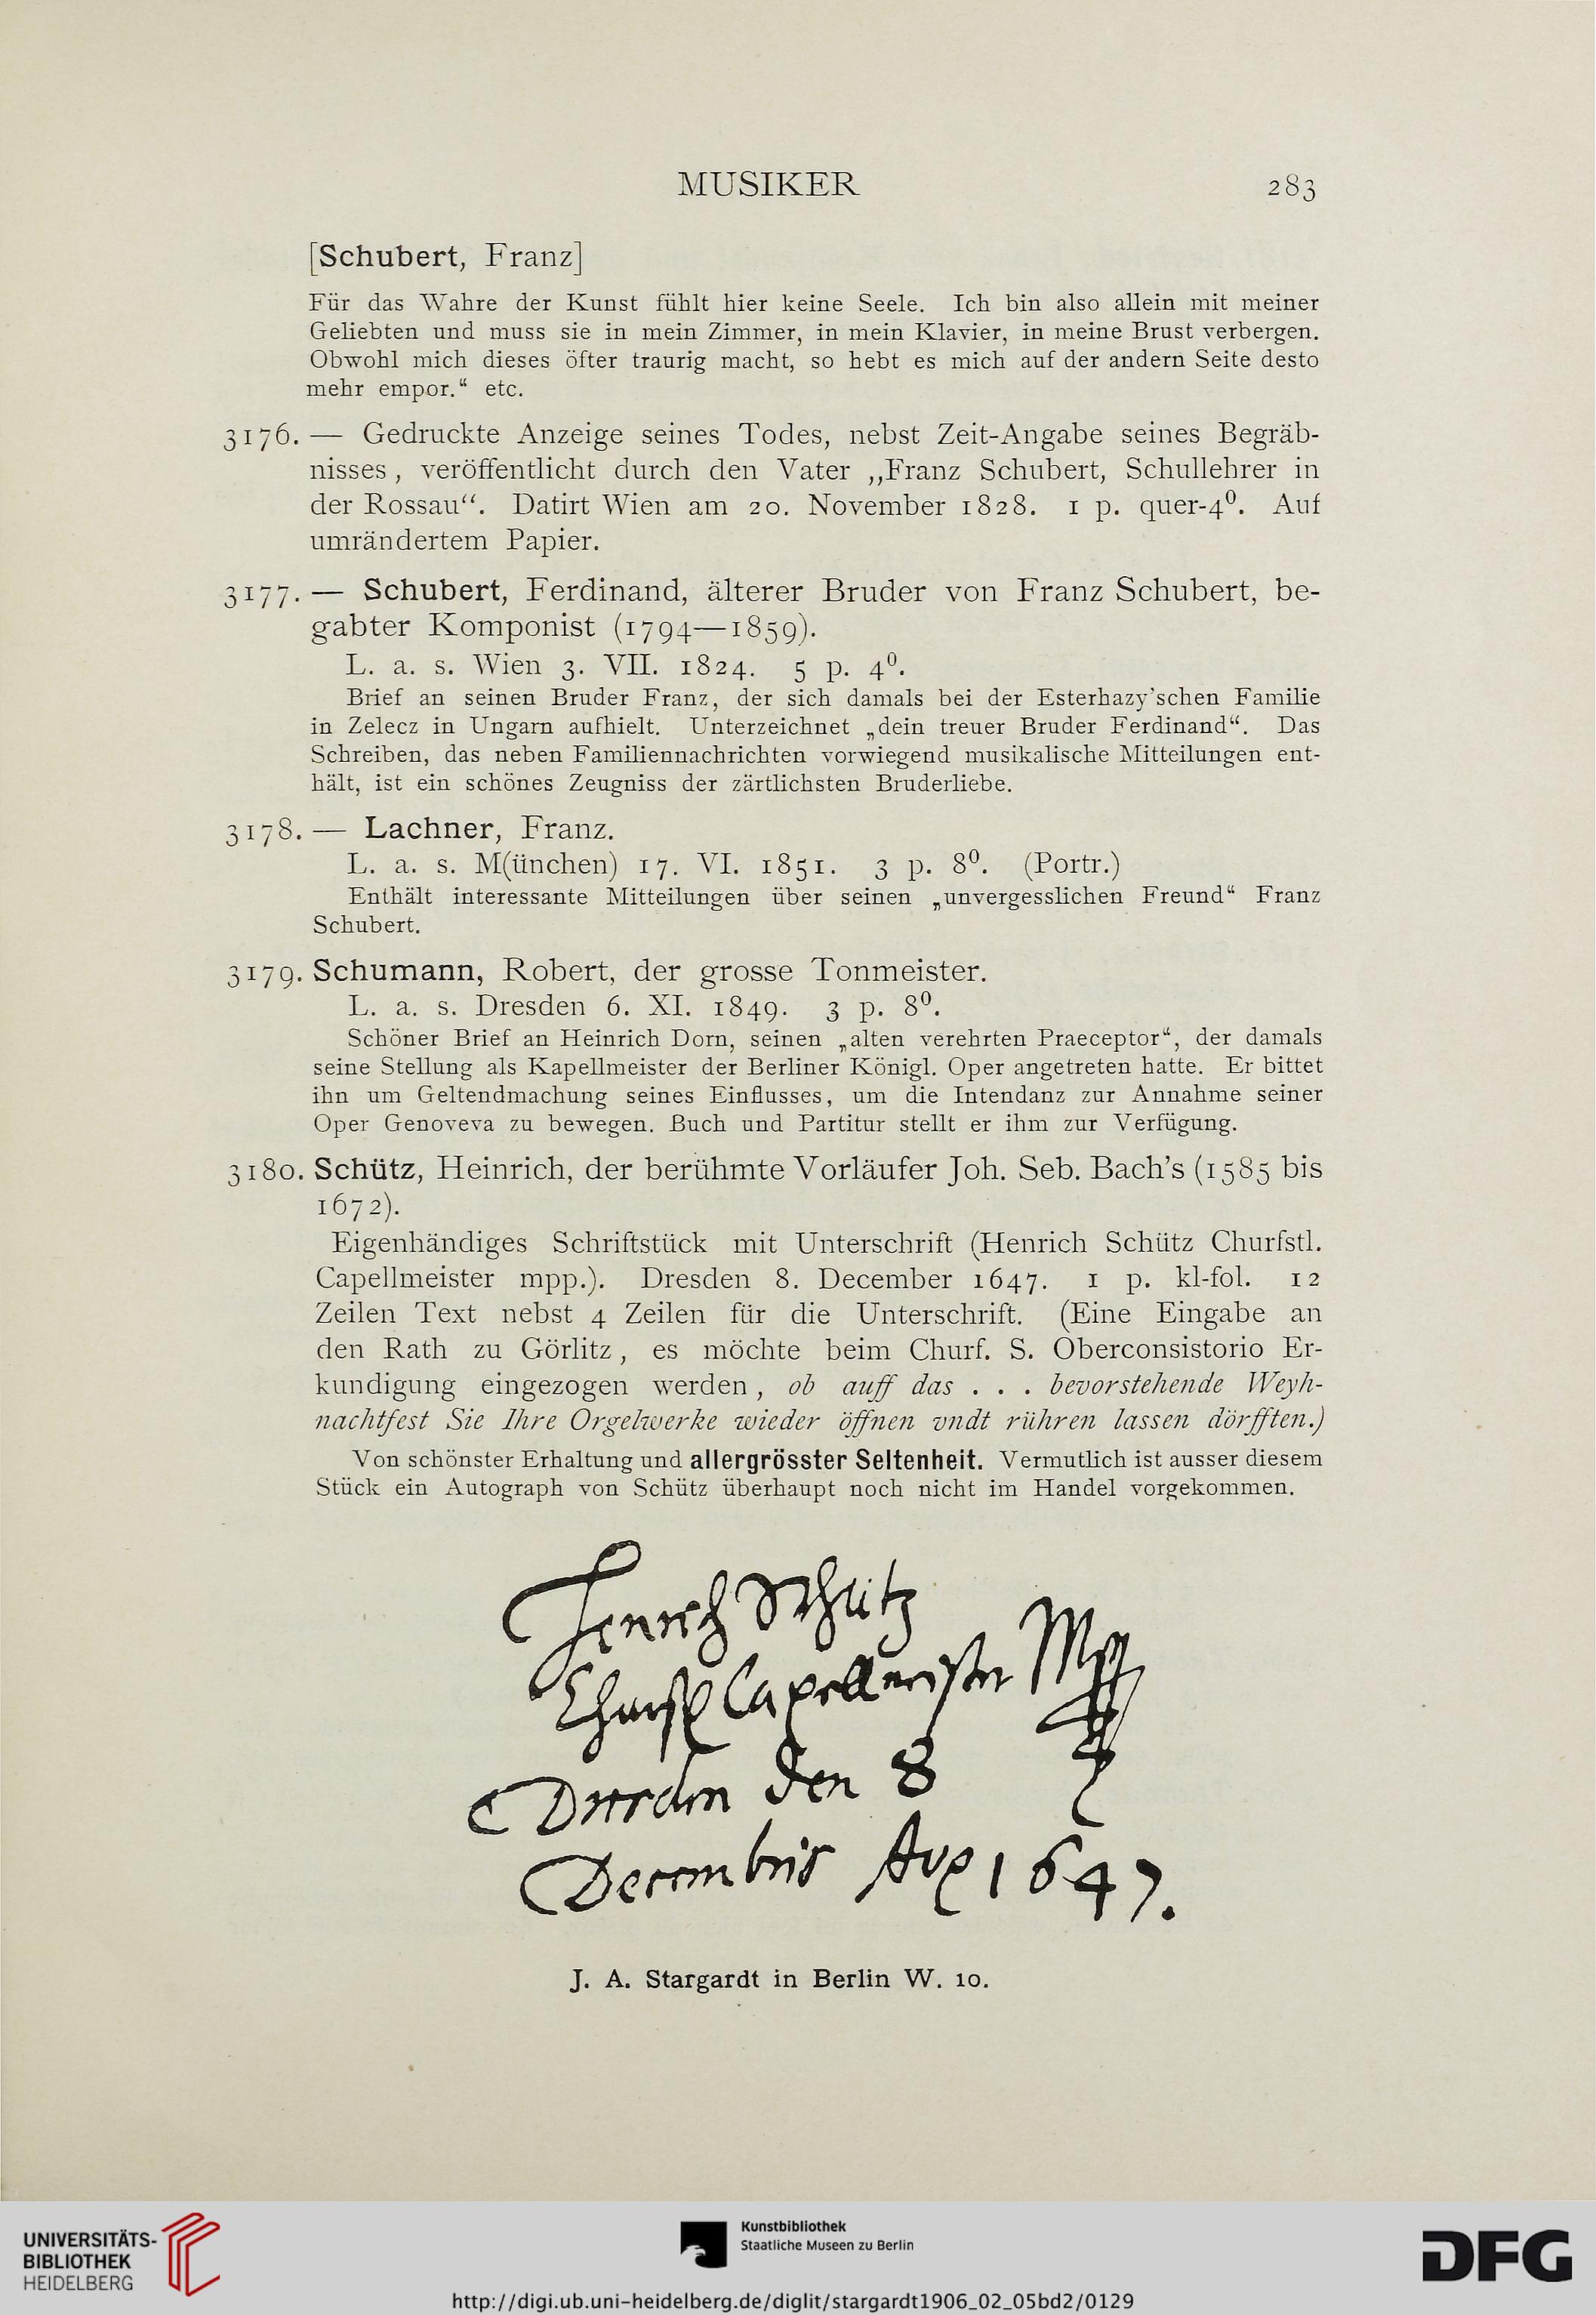 MUSIKER
283
[Schubert, Franz]
Für das Wahre der Kunst fühlt hier keine Seele. Ich bin also allein mit meiner
Geliebten und muss sie in mein Zimmer, in mein Klavier, in meine Brust verbergen.
Obwohl mich dieses öfter traurig macht, so hebt es mich auf der andern Seite desto
mehr empor.“ etc.
3176. — Gedruckte Anzeige seines Todes, nebst Zeit-Angabe seines Begräb-
nisses, veröffentlicht durch den Vater „Franz Schubert, Schullehrer in
der Rossau“. Datirt Wien am 20. November 1828. 1 p. quer-4⁰. Auf
umrändertem Papier.
3177. — Schubert, Ferdinand, älterer Bruder von Franz Schubert, be-
gabter Komponist (1794—1859).
L. a. s. Wien 3. VII. 1824. 5 p. 4⁰.
Brief an seinen Bruder Franz, der sich damals bei der Esterhazy'schen Familie
in Zelecz in Ungarn aufhielt. Unterzeichnet „dein treuer Bruder Ferdinand“. Das
Schreiben, das neben Familiennachrichten vorwiegend musikalische Mitteilungen ent-
hält, ist ein schönes Zeugniss der zärtlichsten Bruderliebe.
3178. — Lachner, Franz.
L. a. s. M(ünchen) 17. VI. 1851. 3 p. 8⁰. (Portr.)
Enthält interessante Mitteilungen über seinen „unvergesslichen Freund“ Franz
Schubert.
3179. Schumann, Robert, der grosse Tonmeister.
L. a. s. Dresden 6. XI. 1849. 3 p. 8⁰.
Schöner Brief an Heinrich Dorn, seinen „alten verehrten Praeceptor“, der damals
seine Stellung als Kapellmeister der Berliner Königl. Oper angetreten hatte. Er bittet
ihn um Geltendmachung seines Einflusses, um die Intendanz zur Annahme seiner
Oper Genoveva zu bewegen. Buch und Partitur stellt er ihm zur Verfügung.
3180. Schütz, Heinrich, der berühmte Vorläufer Joh. Seb. Bach's (1585 bis
1672).
Eigenhändiges Schriftstück mit Unterschrift (Henrich Schütz Churfstl.
Capellmeister mpp.). Dresden 8. December 1647. 1 p. kl-fol. 12
Zeilen Text nebst 4 Zeilen für die Unterschrift. (Eine Eingabe an
den Rath zu Görlitz, es möchte beim Churf. S. Oberconsistorio Er-
kundigung eingezogen werden, ob auff das . . . bevorstehende Weyh-
nachtfest Sie Ihre Orgelwerke wieder öffnen vndt rühren lassen dörfften.)
Von schönster Erhaltung und allergrösster Seltenheit. Vermutlich ist ausser diesem
Stück ein Autograph von Schütz überhaupt noch nicht im Handel vorgekommen.
Henrich Schütz
Capellmeister Mpp
Dresden den 8
Decembris 1647.
J. A. Stargardt in Berlin W. 10.
UNIVERSITÄTS-
BIBLIOTHEK
HEIDELBERG
Kunstbibliothek
Staatliche Museen zu Berlin
DFG
http://digi.ub.uni-heidelberg.de/diglit/stargardt1906_02_05bd2/0129